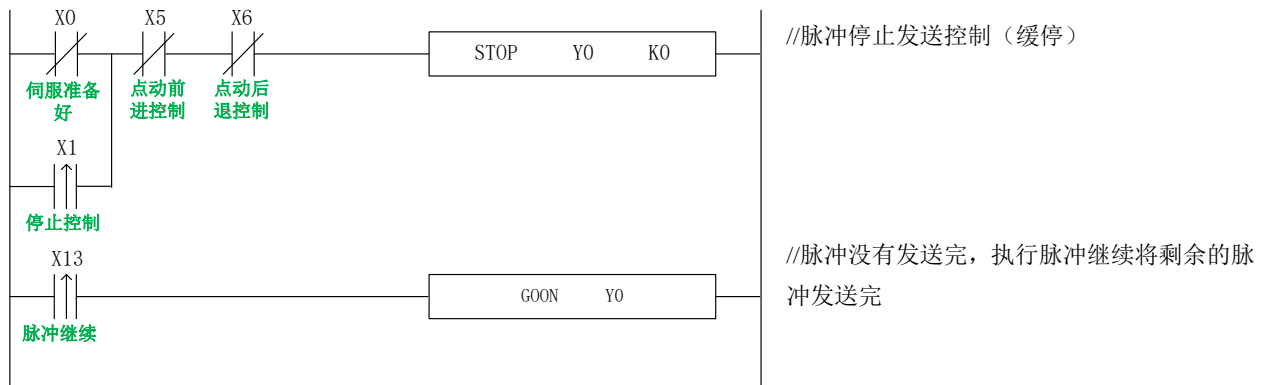 X0 X5 X6
STOP Y0 K0
//脉冲停止发送控制（缓停）
伺服准备
好
点动前
进控制
点动后
退控制
X1
停止控制
X13
GOON Y0
//脉冲没有发送完，执行脉冲继续将剩余的脉
冲发送完
脉冲继续